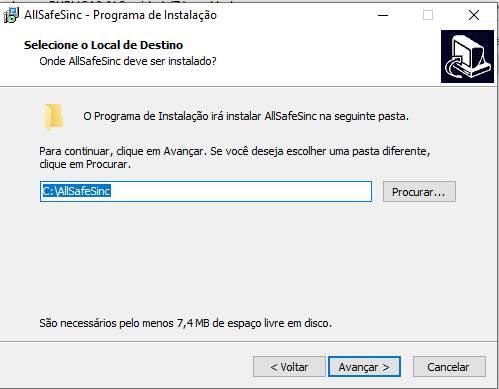 AllSafeSinc - Programa de Instalação
Selecione o Local de Destino
Onde AllSafeSinc deve ser instalado?
O Programa de Instalação irá instalar AllSafeSinc na seguinte pasta.
Para continuar, clique em Avançar. Se você deseja escolher uma pasta diferente,
clique em Procurar.
C:\AllSafeSinc
Procurar...
São necessários pelo menos 7,4 MB de espaço livre em disco.
< Voltar
Avançar >
Cancelar